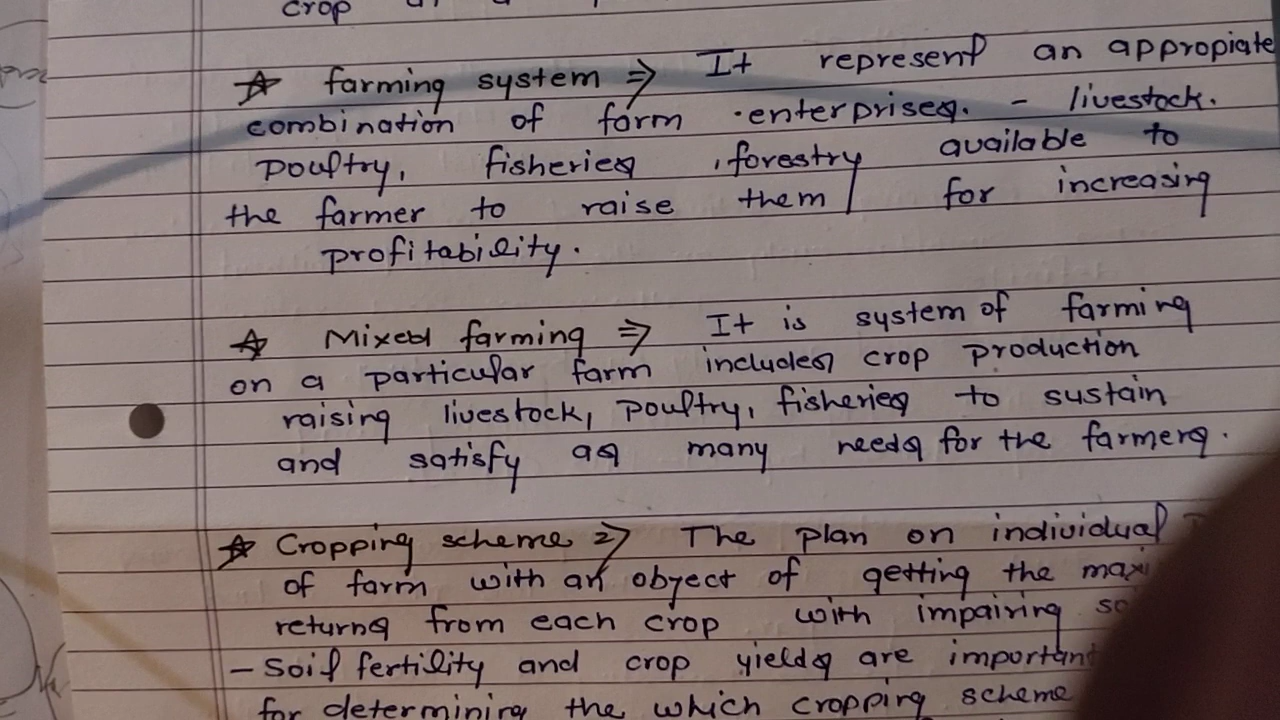 crop
☆ farming system ⇒ It represent an appropiate
combination of farm enterprises. - livestock.
poultry, fisheries, forestry available to
the farmer to raise them for increasing
profitability.
☆ Mixed farming ⇒ It is system of farming
on a particular farm includes crop production
raising livestock, poultry, fisheries to sustain
and satisfy as many needs for the farmers.
☆ Cropping scheme ⇒ The plan on individual
of farm with an object of getting the
returns from each crop with impairing
- Soil fertility and crop yields are important
for determining the which cropping scheme